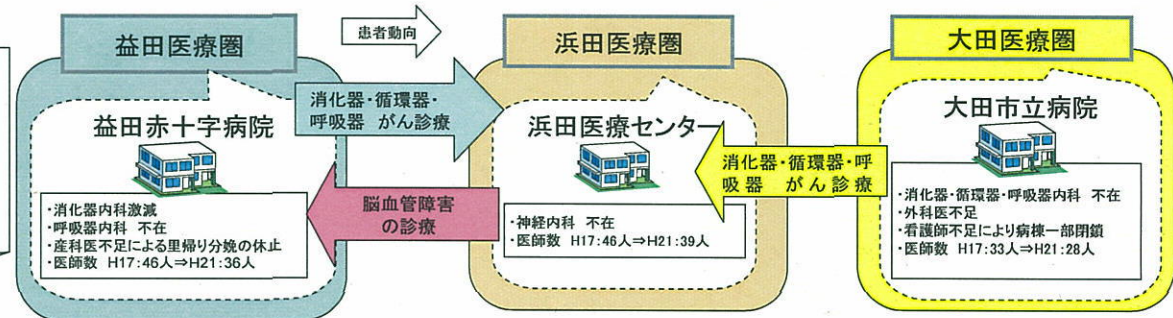 益田医療圏
患者動向
浜田医療圏
大田医療圏
消化器・循環器・
呼吸器 がん診療
益田赤十字病院
・消化器内科激減
・呼吸器内科 不在
・産科医不足による里帰り分娩の休止
・医師数 H17:46人⇒H21:36人
脳血管障害
の診療
浜田医療センター
・神経内科 不在
・医師数 H17:46人⇒H21:39人
消化器・循環器・呼
吸器 がん診療
大田市立病院
・消化器・循環器・呼吸器内科 不在
・外科医不足
・看護師不足により病棟一部閉鎖
・医師数 H17:33人⇒H21:28人